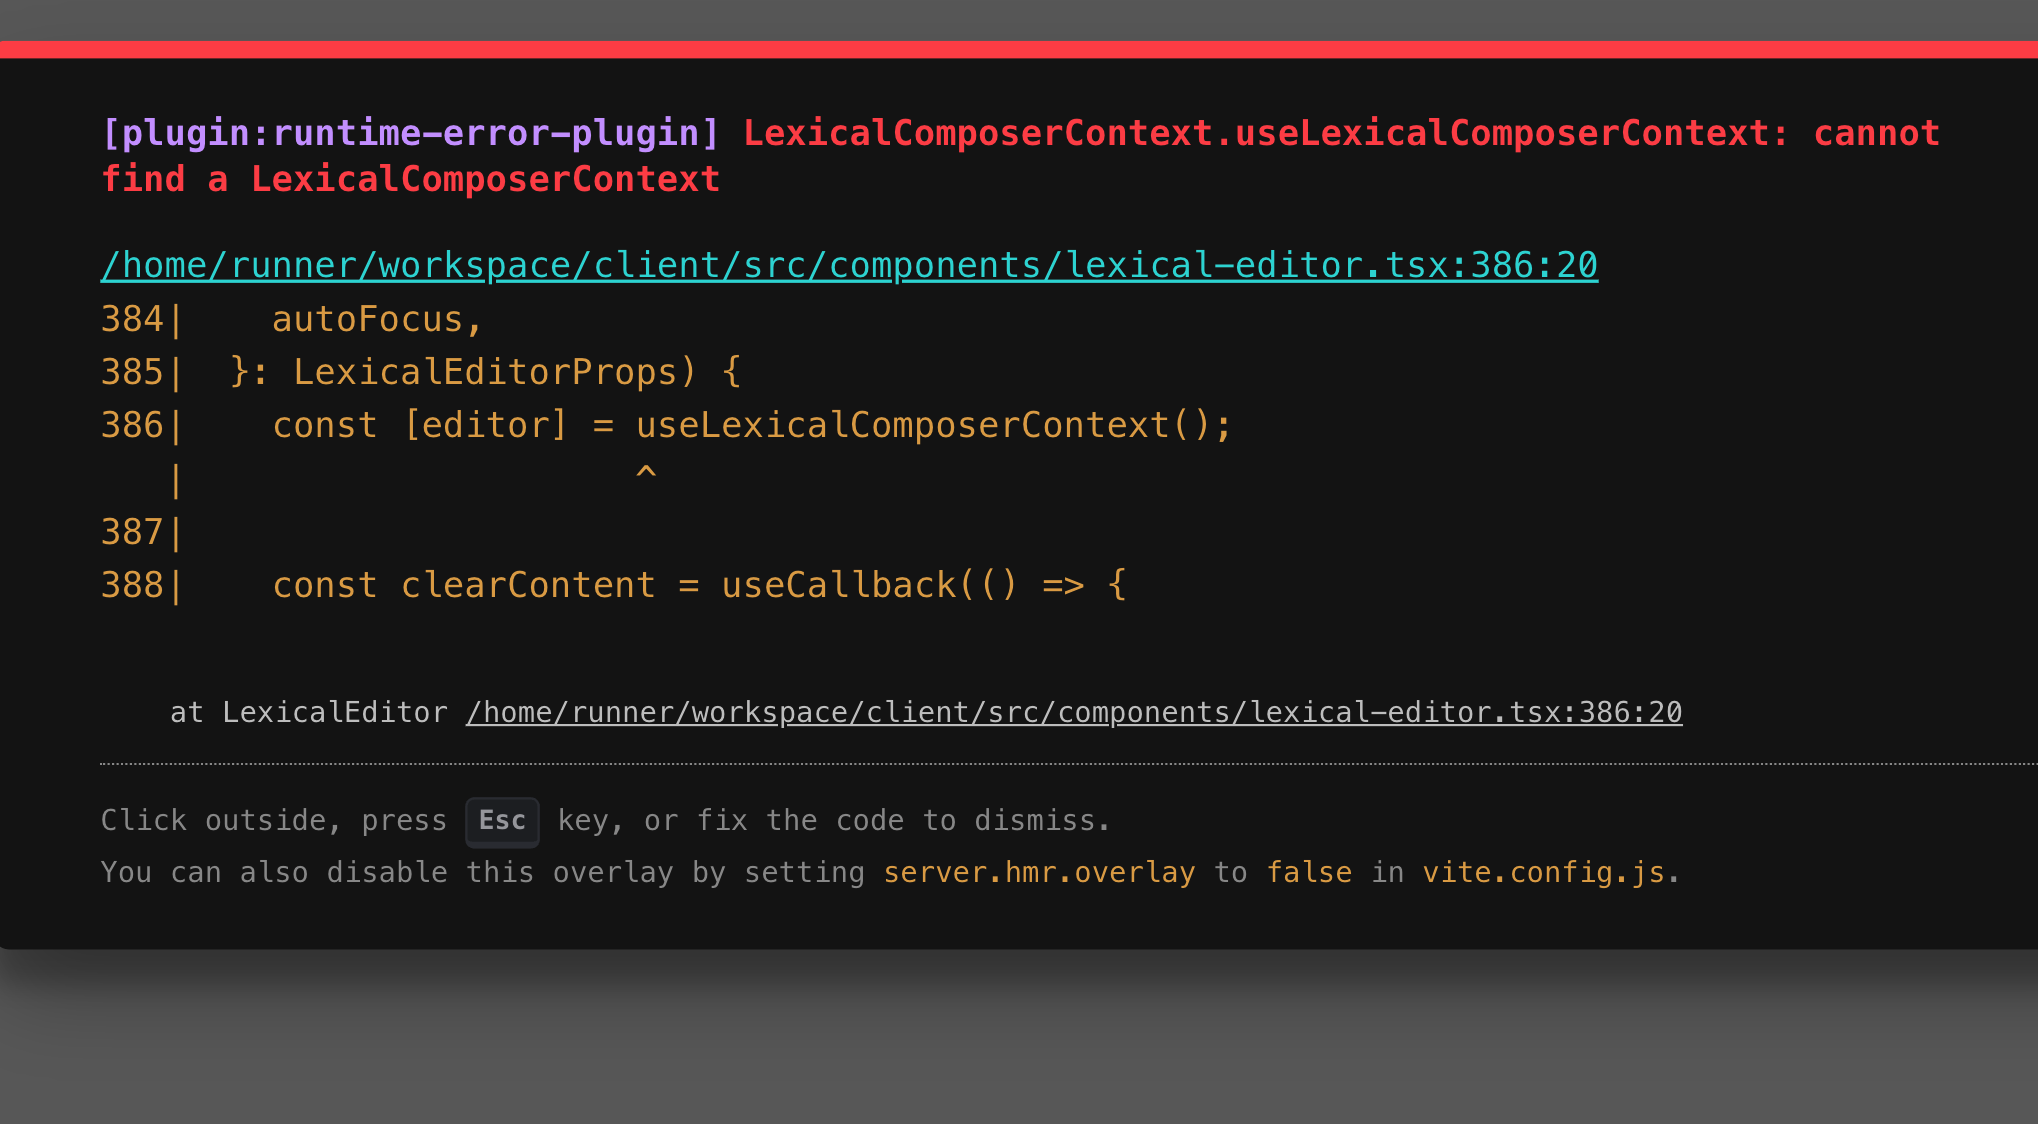 [plugin:runtime-error-plugin] LexicalComposerContext.useLexicalComposerContext: cannot
find a LexicalComposerContext
/home/runner/workspace/client/src/components/lexical-editor.tsx:386:20
384|    autoFocus,
385|  }: LexicalEditorProps) {
386|    const [editor] = useLexicalComposerContext();
   |                     ^
387|
388|    const clearContent = useCallback(() => {
at LexicalEditor /home/runner/workspace/client/src/components/lexical-editor.tsx:386:20
Click outside, press Esc key, or fix the code to dismiss.
You can also disable this overlay by setting server.hmr.overlay to false in vite.config.js.